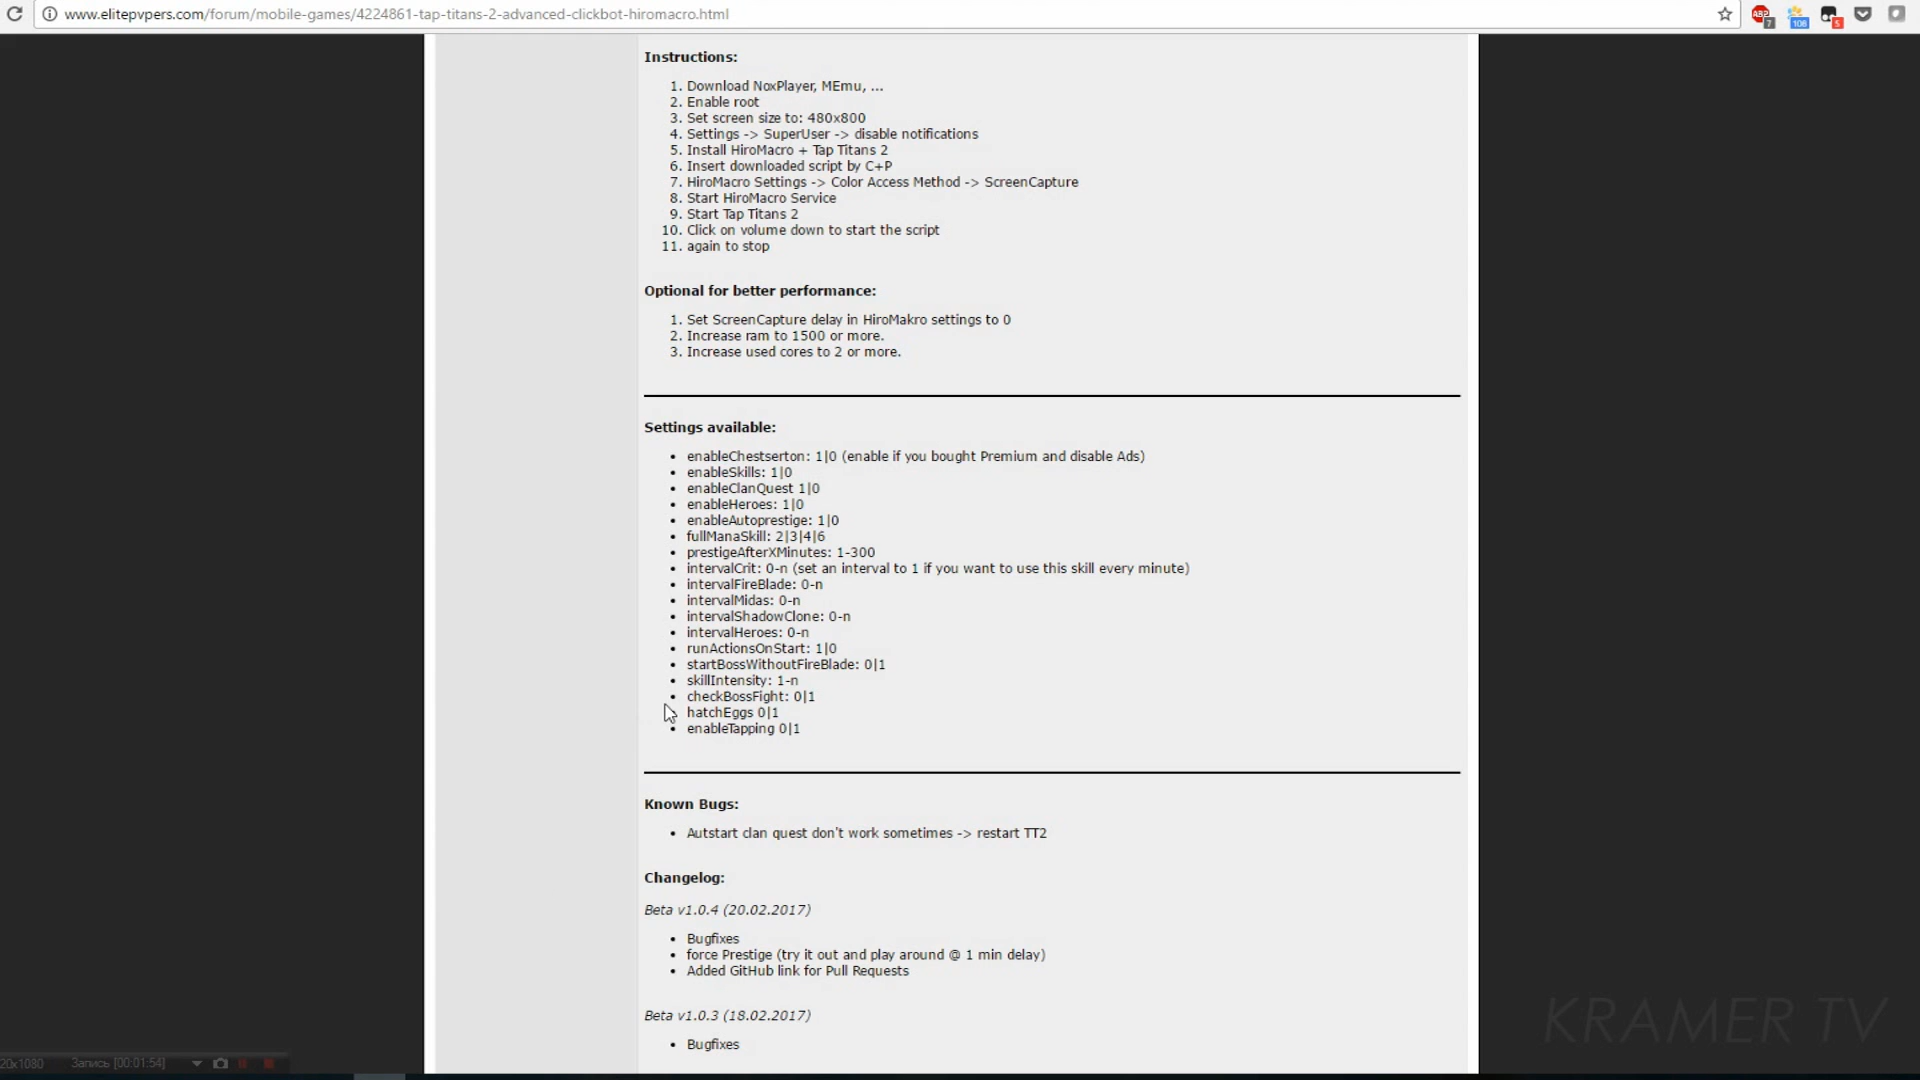 www.elitepvpers.com/forum/mobile-games/4224861-tap-titans-2-advanced-clickbot-hiromacro.html
ABP
7
108
5
Instructions:
1. Download NoxPlayer, MEmu, ...
2. Enable root
3. Set screen size to: 480x800
4. Settings -> SuperUser -> disable notifications
5. Install HiroMacro + Tap Titans 2
6. Insert downloaded script by C+P
7. HiroMacro Settings -> Color Access Method -> ScreenCapture
8. Start HiroMacro Service
9. Start Tap Titans 2
10. Click on volume down to start the script
11. again to stop
Optional for better performance:
1. Set ScreenCapture delay in HiroMakro settings to 0
2. Increase ram to 1500 or more.
3. Increase used cores to 2 or more.
Settings available:
• enableChestserton: 1|0 (enable if you bought Premium and disable Ads)
• enableSkills: 1|0
• enableClanQuest 1|0
• enableHeroes: 1|0
• enableAutoprestige: 1|0
• fullManaSkill: 2|3|4|6
• prestigeAfterXMinutes: 1-300
• intervalCrit: 0-n (set an interval to 1 if you want to use this skill every minute)
• intervalFireBlade: 0-n
• intervalMidas: 0-n
• intervalShadowClone: 0-n
• intervalHeroes: 0-n
• runActionsOnStart: 1|0
• startBossWithoutFireBlade: 0|1
• skillIntensity: 1-n
• checkBossFight: 0|1
• hatchEggs 0|1
• enableTapping 0|1
Known Bugs:
• Autstart clan quest don't work sometimes -> restart TT2
Changelog:
Beta v1.0.4 (20.02.2017)
• Bugfixes
• force Prestige (try it out and play around @ 1 min delay)
• Added GitHub link for Pull Requests
Beta v1.0.3 (18.02.2017)
• Bugfixes
KRAMER TV
20x1080 Запись [00:01:54]